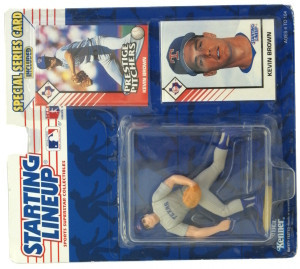 SPECIAL SERIES CARD
INCLUDED
PRESTIGE
PITCHERS
KEVIN BROWN
KEVIN BROWN
STARTING
LINEUP
SPORTS SUPERSTAR COLLECTIBLES
Kenner